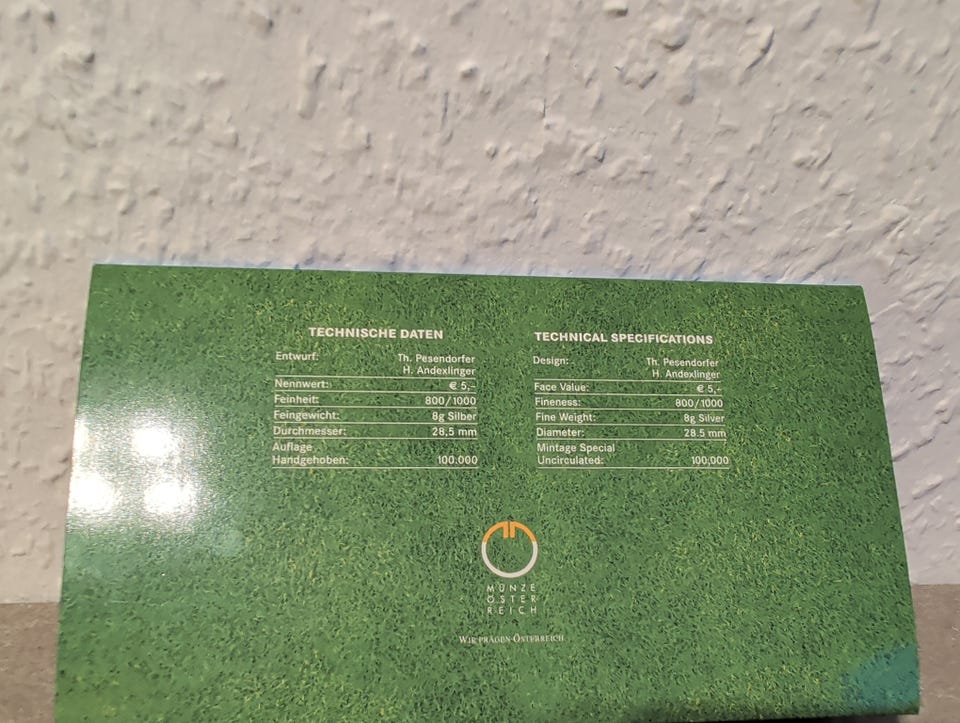 TECHNISCHE DATEN
Entwurf: Th. Pesendorfer
H. Andexlinger
Nennwert: € 5,–
Feinheit: 800/1000
Feingewicht: 8g Silber
Durchmesser: 28,5 mm
Auflage
Handgehoben: 100.000
TECHNICAL SPECIFICATIONS
Design: Th. Pesendorfer
H. Andexlinger
Face Value: € 5,–
Fineness: 800/1000
Fine Weight: 8g Silver
Diameter: 28.5 mm
Mintage Special
Uncirculated: 100,000
MÜNZE
ÖSTER
REICH
WIR PRÄGEN ÖSTERREICH